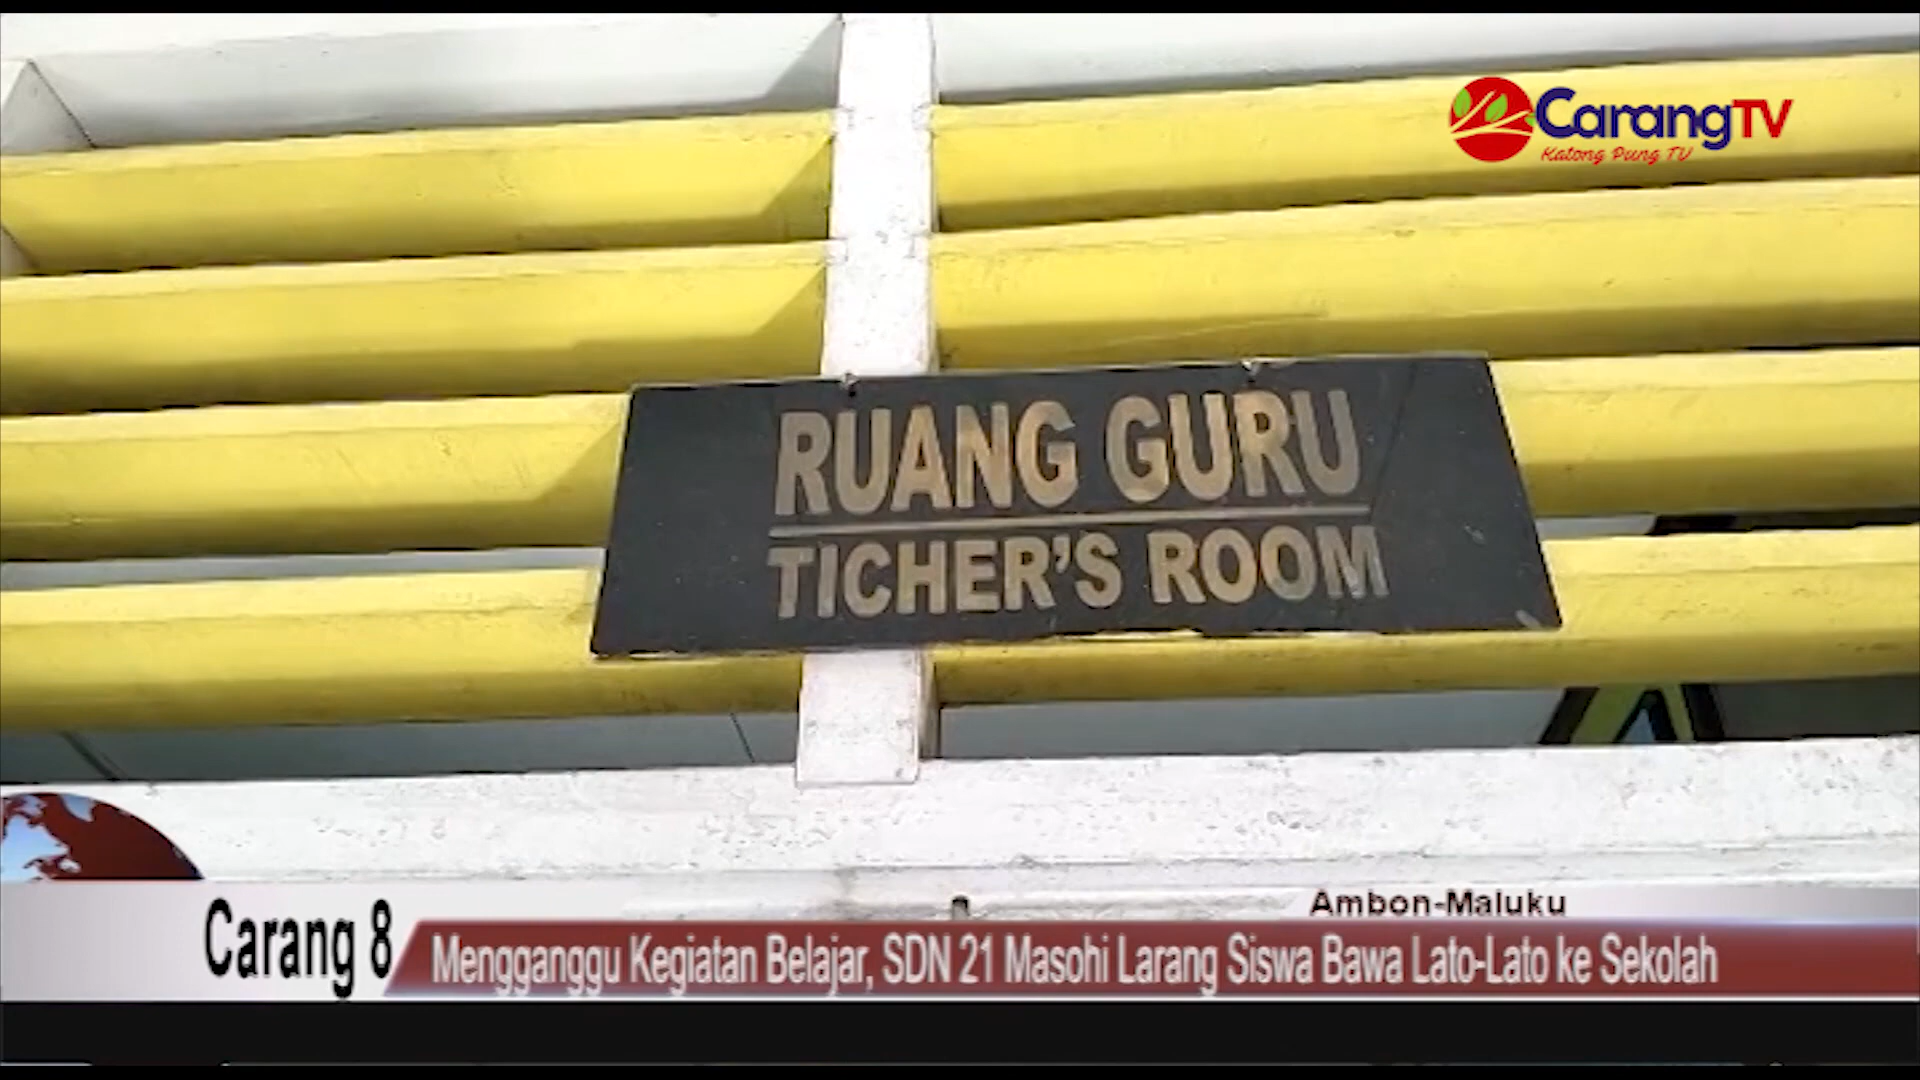 CarangTV
Katong Pung TV
RUANG GURU
TICHER'S ROOM
Ambon-Maluku
Carang 8
Mengganggu Kegiatan Belajar, SDN 21 Masohi Larang Siswa Bawa Lato-Lato ke Sekolah